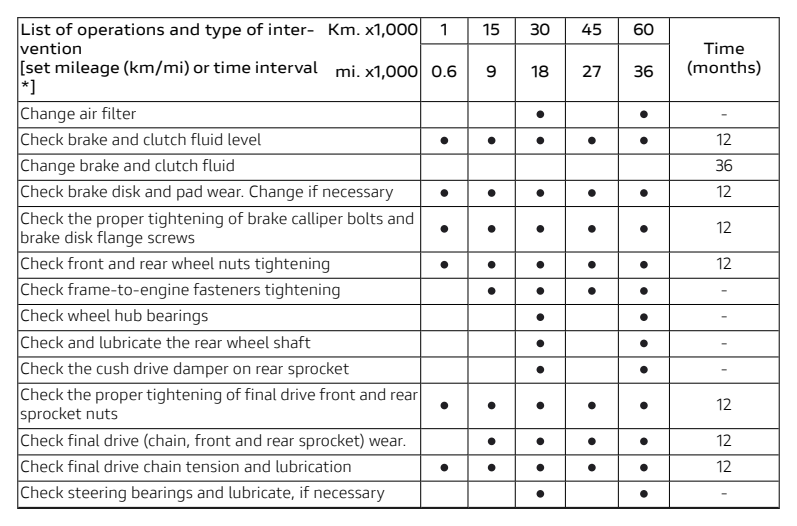 List of operations and type of inter- Km. x1,000 1 15 30 45 60 Time
vention (months)
[set mileage (km/mi) or time interval mi. x1,000 0.6 9 18 27 36
*]
Change air filter ● ● -
Check brake and clutch fluid level ● ● ● ● ● 12
Change brake and clutch fluid 36
Check brake disk and pad wear. Change if necessary ● ● ● ● ● 12
Check the proper tightening of brake calliper bolts and
brake disk flange screws ● ● ● ● ● 12
Check front and rear wheel nuts tightening ● ● ● ● ● 12
Check frame-to-engine fasteners tightening ● ● ● ● -
Check wheel hub bearings ● ● -
Check and lubricate the rear wheel shaft ● ● -
Check the cush drive damper on rear sprocket ● ● -
Check the proper tightening of final drive front and rear
sprocket nuts ● ● ● ● ● 12
Check final drive (chain, front and rear sprocket) wear. ● ● ● ● 12
Check final drive chain tension and lubrication ● ● ● ● ● 12
Check steering bearings and lubricate, if necessary ● ● -